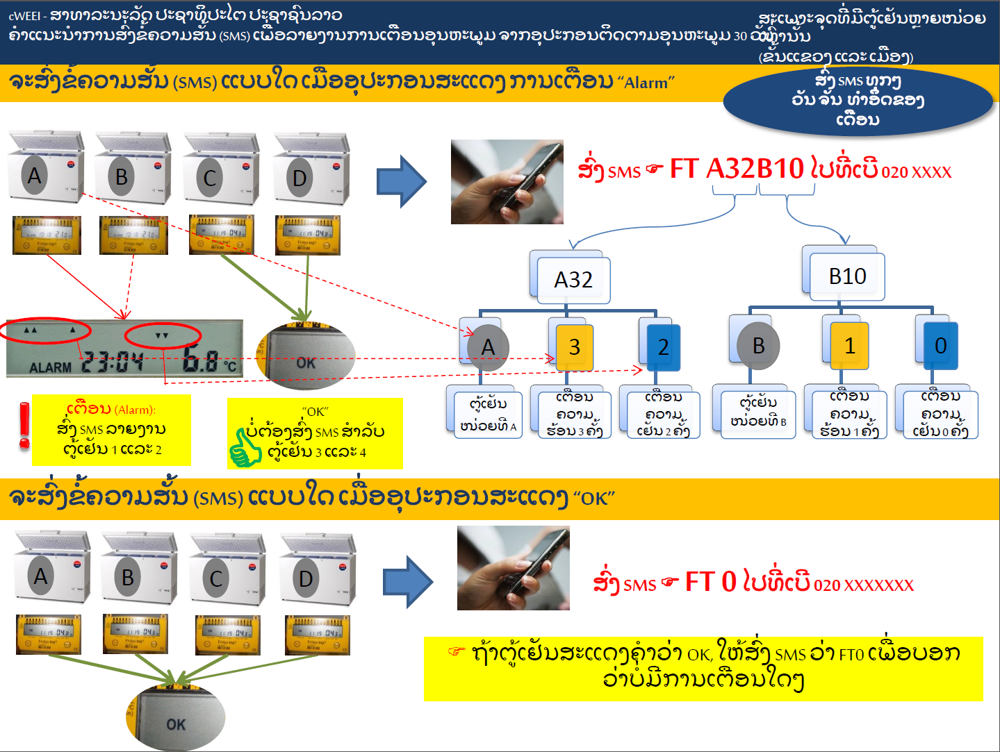 cWEEI - ສາທາລະນະລັດ ປະຊາທິປະໄຕ ປະຊາຊົນລາວ
ຄຳແນະນຳການສົ່ງຂໍ້ຄວາມສັ້ນ (SMS) ເພື່ອລາຍງານການເຕືອນອຸນຫະພູມ ຈາກອຸປະກອນຕິດຕາມອຸນຫະພູມ 30 ວັນ
ສະເພາະຈຸດທີ່ມີຕູ້ເຢັນຫຼາຍໜ່ວຍ
ເທົ່ານັ້ນ
(ຂັ້ນແຂວງ ແລະ ເມືອງ)
ຈະສົ່ງຂໍ້ຄວາມສັ້ນ (SMS) ແບບໃດ ເມື່ອອຸປະກອນສະແດງ ການເຕືອນ “Alarm”
ສົ່ງ SMS ທຸກໆ
ວັນ ຈັນ ທຳອິດຂອງ
ເດືອນ
A
B
C
D
ສົ່ງ SMS ☞ FT A32B10 ໄປທີ່ເບີ 020 XXXX
A32
B10
A
3
2
B
1
0
ຕູ້ເຢັນ
ໜ່ວຍທີ A
ເຕືອນ
ຄວາມ
ຮ້ອນ 3 ຄັ້ງ
ເຕືອນ
ຄວາມ
ເຢັນ 2 ຄັ້ງ
ຕູ້ເຢັນ
ໜ່ວຍທີ B
ເຕືອນ
ຄວາມ
ຮ້ອນ 1 ຄັ້ງ
ເຕືອນ
ຄວາມ
ເຢັນ 0 ຄັ້ງ
ALARM 23:04 6.8 °C
OK
ເຕືອນ (Alarm):
ສົ່ງ SMS ລາຍງານ
ຕູ້ເຢັນ 1 ແລະ 2
“OK”
ບໍ່ຕ້ອງສົ່ງ SMS ສຳລັບ
ຕູ້ເຢັນ 3 ແລະ 4
ຈະສົ່ງຂໍ້ຄວາມສັ້ນ (SMS) ແບບໃດ ເມື່ອອຸປະກອນສະແດງ “OK”
A
B
C
D
ສົ່ງ SMS ☞ FT 0 ໄປທີ່ເບີ 020 XXXXXXX
☞ ຖ້າຕູ້ເຢັນສະແດງຄຳວ່າ OK, ໃຫ້ສົ່ງ SMS ວ່າ FT0 ເພື່ອບອກ
ວ່າບໍ່ມີການເຕືອນໃດໆ
OK